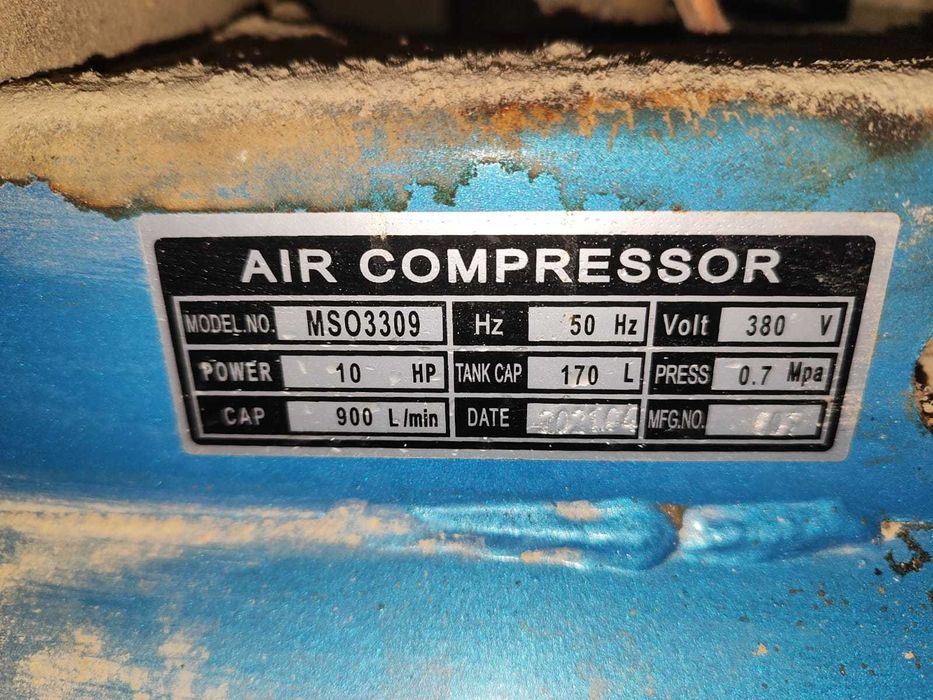 AIR COMPRESSOR
MODEL.NO. MSO3309 Hz 50 Hz Volt 380 V
POWER 10 HP TANK CAP 170 L PRESS 0.7 Mpa
CAP 900 L/min DATE MFG.NO.